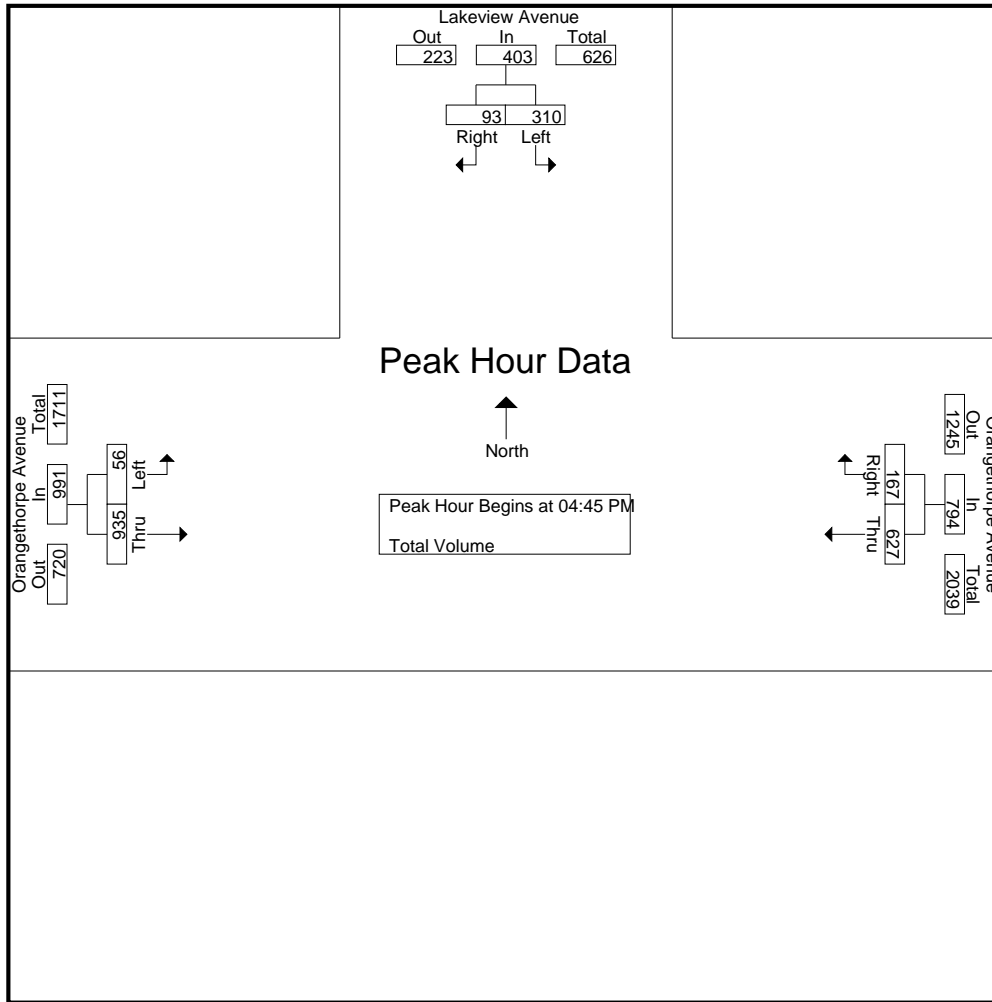 Lakeview Avenue
Out In Total
223 403 626
93 310
Right Left
Peak Hour Data
North
Peak Hour Begins at 04:45 PM
Total Volume
Orangethorpe Avenue
Out In Total
720 991 1711
56 935
Left Thru
Orangethorpe Avenue
Out In Total
1245 794 2039
167 627
Right Thru